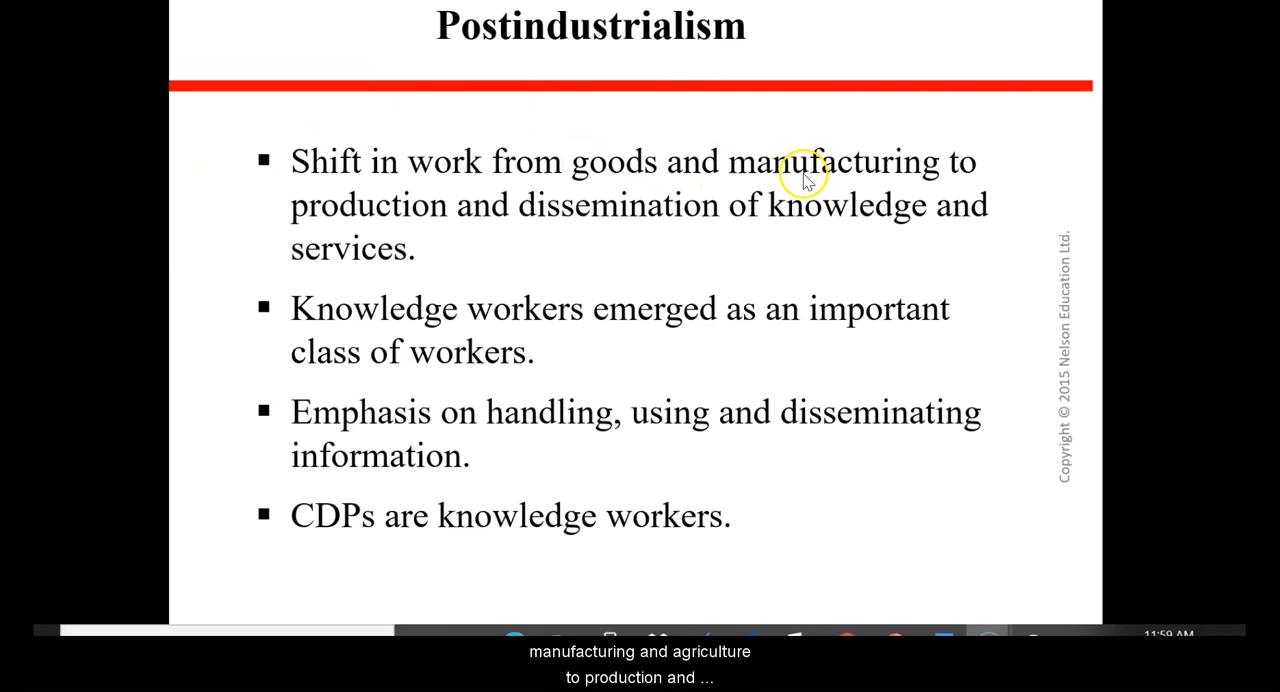 Postindustrialism
▪ Shift in work from goods and manufacturing to
production and dissemination of knowledge and
services.
▪ Knowledge workers emerged as an important
class of workers.
▪ Emphasis on handling, using and disseminating
information.
▪ CDPs are knowledge workers.
Copyright © 2015 Nelson Education Ltd.
11:59 AM
manufacturing and agriculture
to production and ...